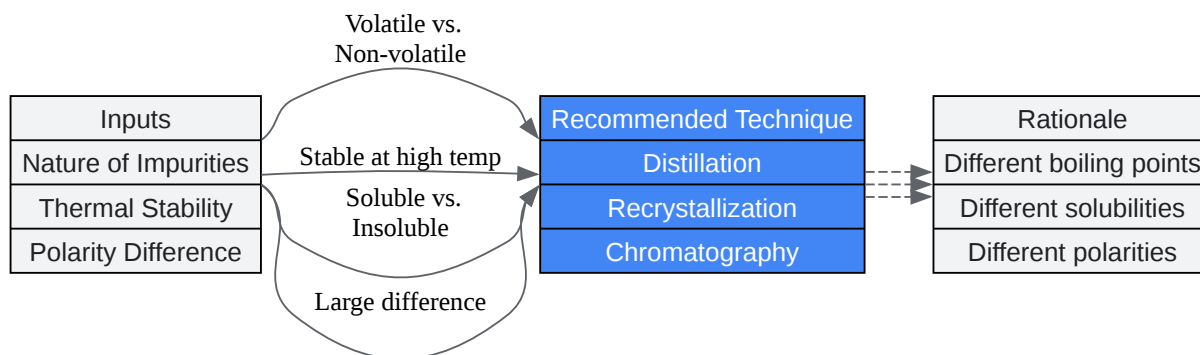 Volatile vs.
Non-volatile
Inputs
Nature of Impurities
Thermal Stability
Polarity Difference
Stable at high temp
Soluble vs.
Insoluble
Large difference
Recommended Technique
Distillation
Recrystallization
Chromatography
Rationale
Different boiling points
Different solubilities
Different polarities